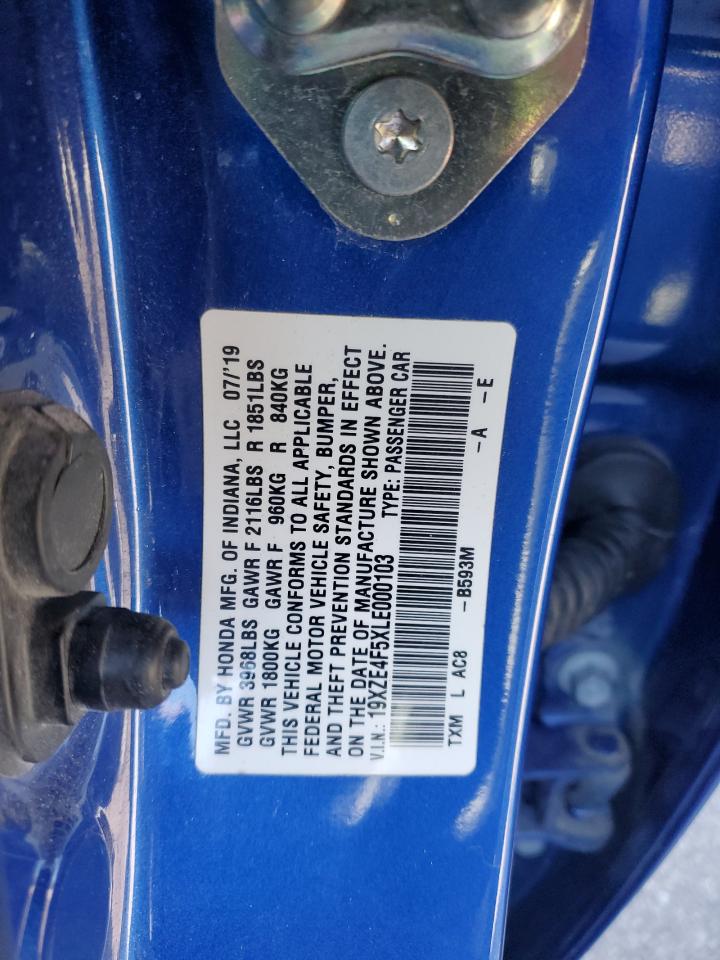 MFD. BY HONDA MFG. OF INDIANA, LLC 07/'19
GVWR 3968LBS GAWR F 2116LBS R 1851LBS
GVWR 1800KG GAWR F 960KG R 840KG
THIS VEHICLE CONFORMS TO ALL APPLICABLE
FEDERAL MOTOR VEHICLE SAFETY, BUMPER,
AND THEFT PREVENTION STANDARDS IN EFFECT
ON THE DATE OF MANUFACTURE SHOWN ABOVE.
V.I.N.: 19XZE4F5XLE000103 TYPE: PASSENGER CAR
TXM L AC8 -B593M -A -E